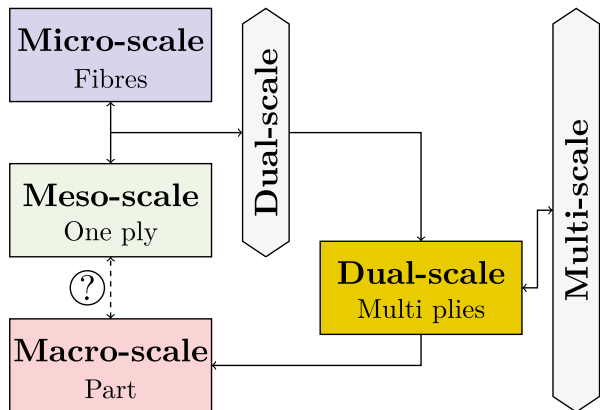 Micro-scale
Fibres
Dual-scale
Multi-scale
Meso-scale
One ply
?
Dual-scale
Multi plies
Macro-scale
Part